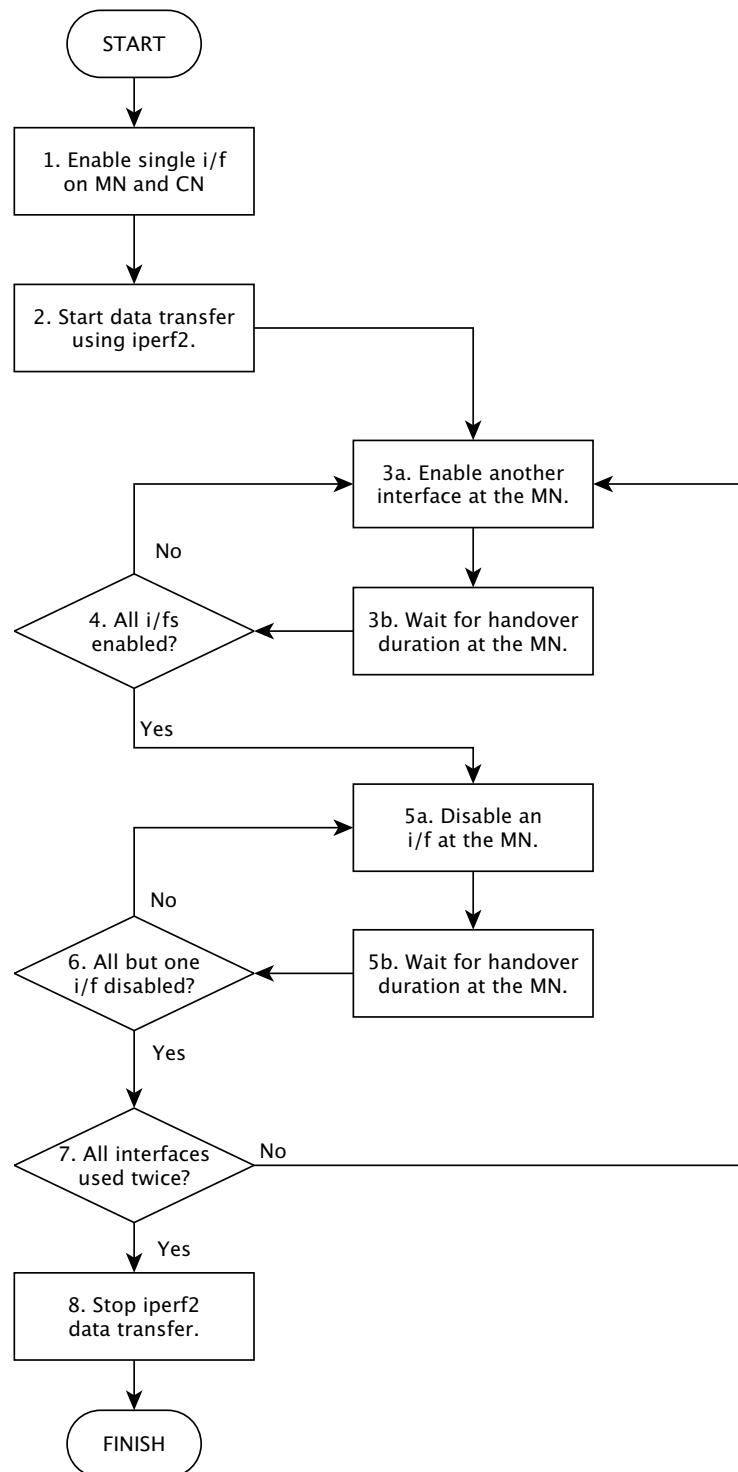 START
1. Enable single i/f
on MN and CN
2. Start data transfer
using iperf2.
3a. Enable another
interface at the MN.
No
4. All i/fs
enabled?
3b. Wait for handover
duration at the MN.
Yes
5a. Disable an
i/f at the MN.
No
6. All but one
i/f disabled?
5b. Wait for handover
duration at the MN.
Yes
7. All interfaces
used twice?
No
Yes
8. Stop iperf2
data transfer.
FINISH